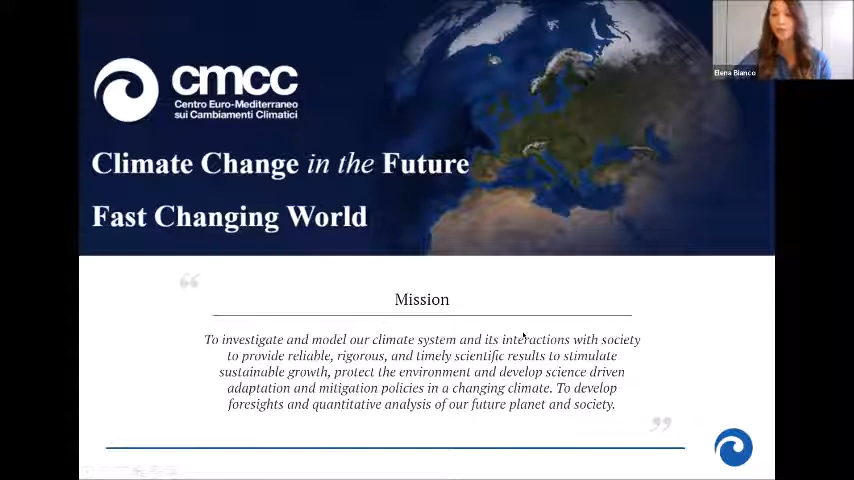 Elena Bianco
cmcc
Centro Euro-Mediterraneo
sui Cambiamenti Climatici
Climate Change in the Future
Fast Changing World
“
Mission
To investigate and model our climate system and its interactions with society
to provide reliable, rigorous, and timely scientific results to stimulate
sustainable growth, protect the environment and develop science driven
adaptation and mitigation policies in a changing climate. To develop
foresights and quantitative analysis of our future planet and society.
”